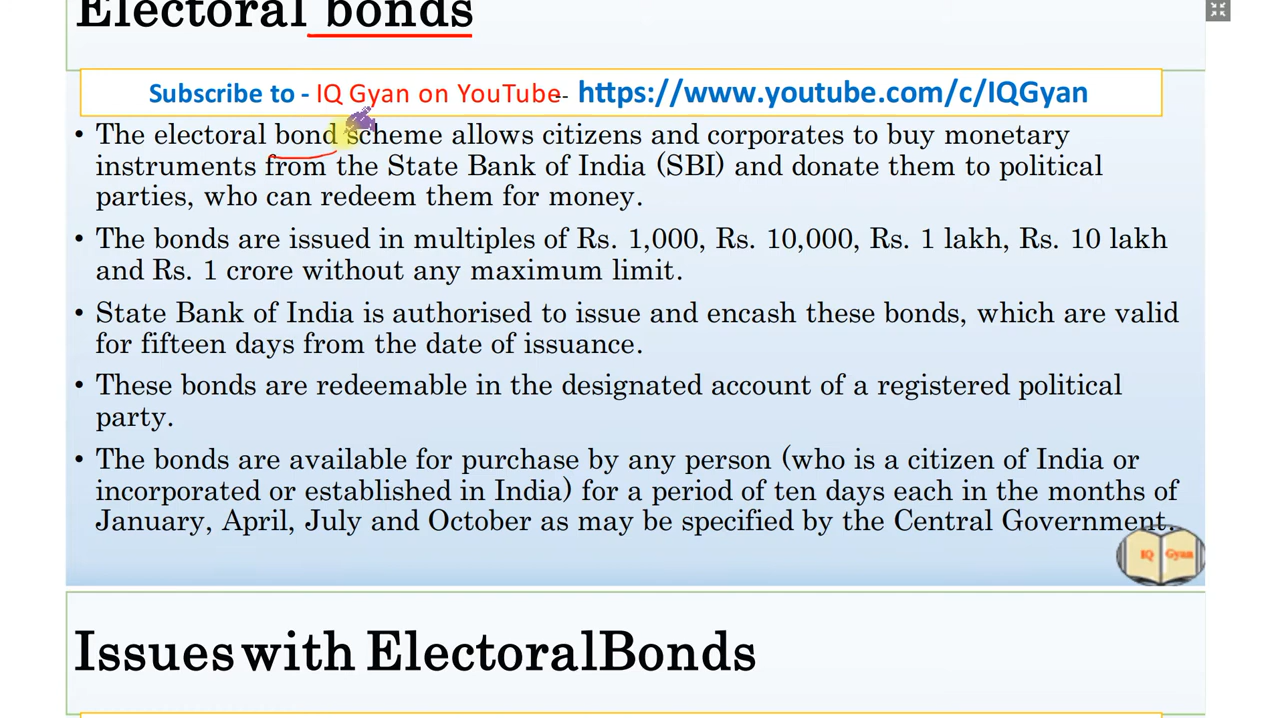 Electoral bonds
Subscribe to - IQ Gyan on YouTube-- https://www.youtube.com/c/IQGyan
• The electoral bond scheme allows citizens and corporates to buy monetary
instruments from the State Bank of India (SBI) and donate them to political
parties, who can redeem them for money.
• The bonds are issued in multiples of Rs. 1,000, Rs. 10,000, Rs. 1 lakh, Rs. 10 lakh
and Rs. 1 crore without any maximum limit.
• State Bank of India is authorised to issue and encash these bonds, which are valid
for fifteen days from the date of issuance.
• These bonds are redeemable in the designated account of a registered political
party.
• The bonds are available for purchase by any person (who is a citizen of India or
incorporated or established in India) for a period of ten days each in the months of
January, April, July and October as may be specified by the Central Government.
IQ Gyan
Issues with Electoral Bonds